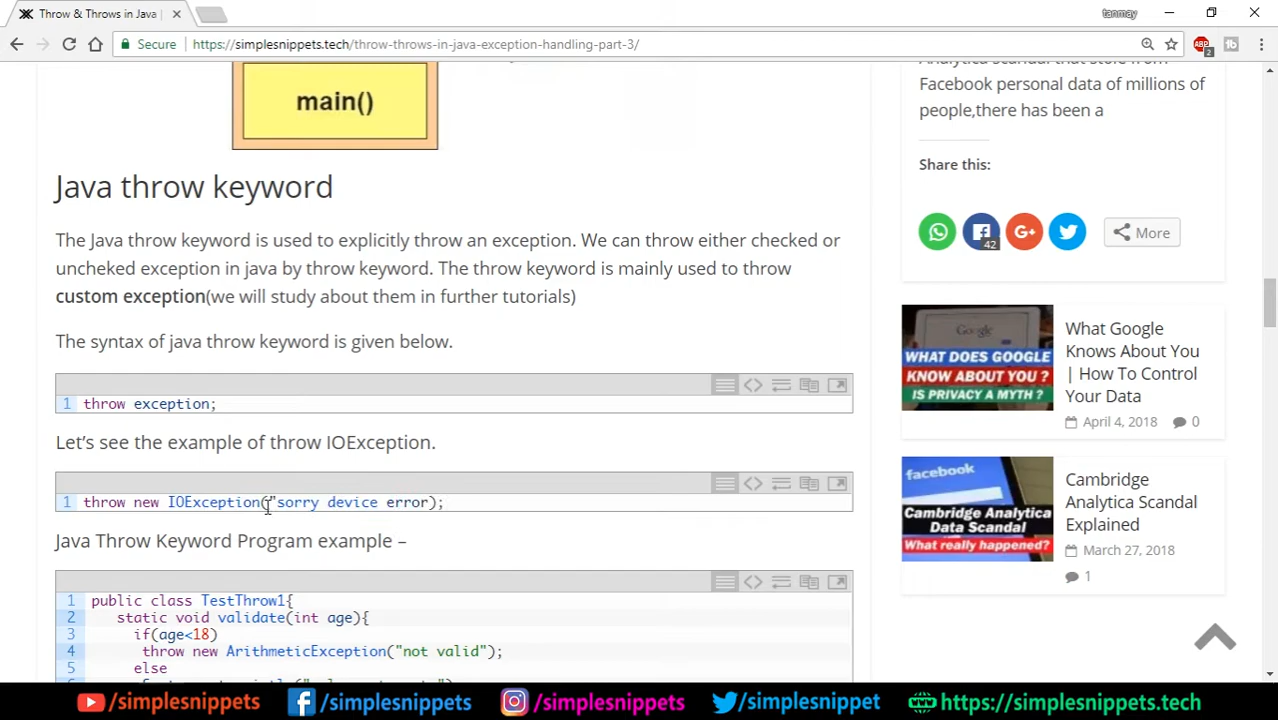 Throw & Throws in Java |
tanmay
Secure
https://simplesnippets.tech/throw-throws-in-java-exception-handling-part-3/
ABP
2
main()
Java throw keyword
The Java throw keyword is used to explicitly throw an exception. We can throw either checked or
uncheked exception in java by throw keyword. The throw keyword is mainly used to throw
custom exception(we will study about them in further tutorials)
The syntax of java throw keyword is given below.
1 throw exception;
Let's see the example of throw IOException.
1 throw new IOException("sorry device error);
Java Throw Keyword Program example –
1 public class TestThrow1{
2 static void validate(int age){
3 if(age<18)
4 throw new ArithmeticException("not valid");
5 else
Facebook personal data of millions of
people,there has been a
Share this:
42
G+
More
Google
WHAT DOES GOOGLE
KNOW ABOUT YOU ?
IS PRIVACY A MYTH ?
What Google
Knows About You
| How To Control
Your Data
April 4, 2018 0
facebook
Cambridge Analytica
Data Scandal
What really happened?
Cambridge
Analytica Scandal
Explained
March 27, 2018
1
/simplesnippets
/simplesnippets
/simplesnippets
/simplesnippet
https://simplesnippets.tech